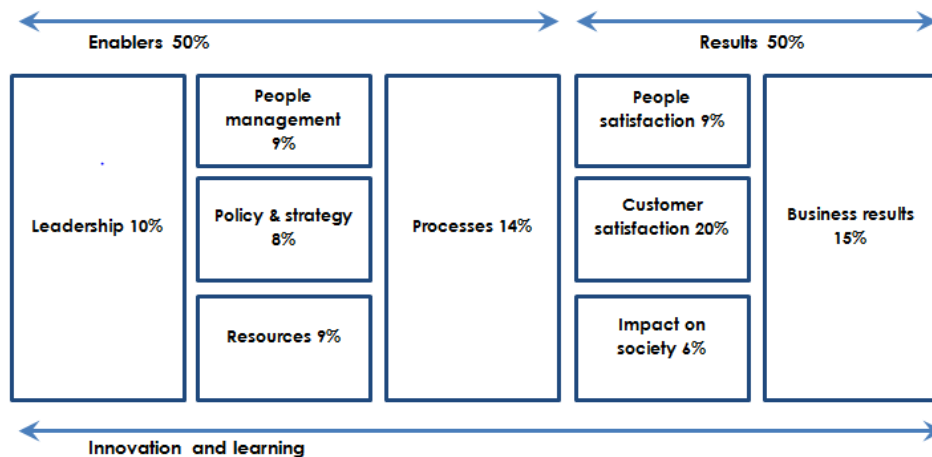 Enablers 50%
Results 50%
People
management
9%
People
satisfaction 9%
Leadership 10%
Policy & strategy
8%
Processes 14%
Customer
satisfaction 20%
Business results
15%
Resources 9%
Impact on
society 6%
Innovation and learning